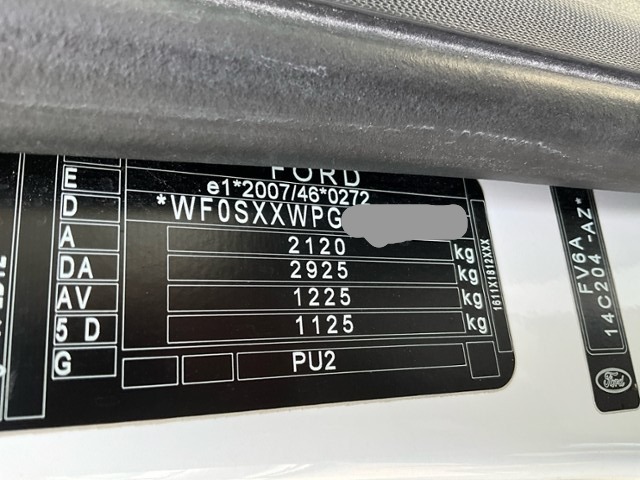 FORD
e1*2007/46*0272
*WF0SXXWPG
2120 kg
2925 kg
1225 kg
1125 kg
PU2
E
D
A
DA
AV
5 D
G
1611X1812XXX
FV6A
14C204 -AZ*
Ford